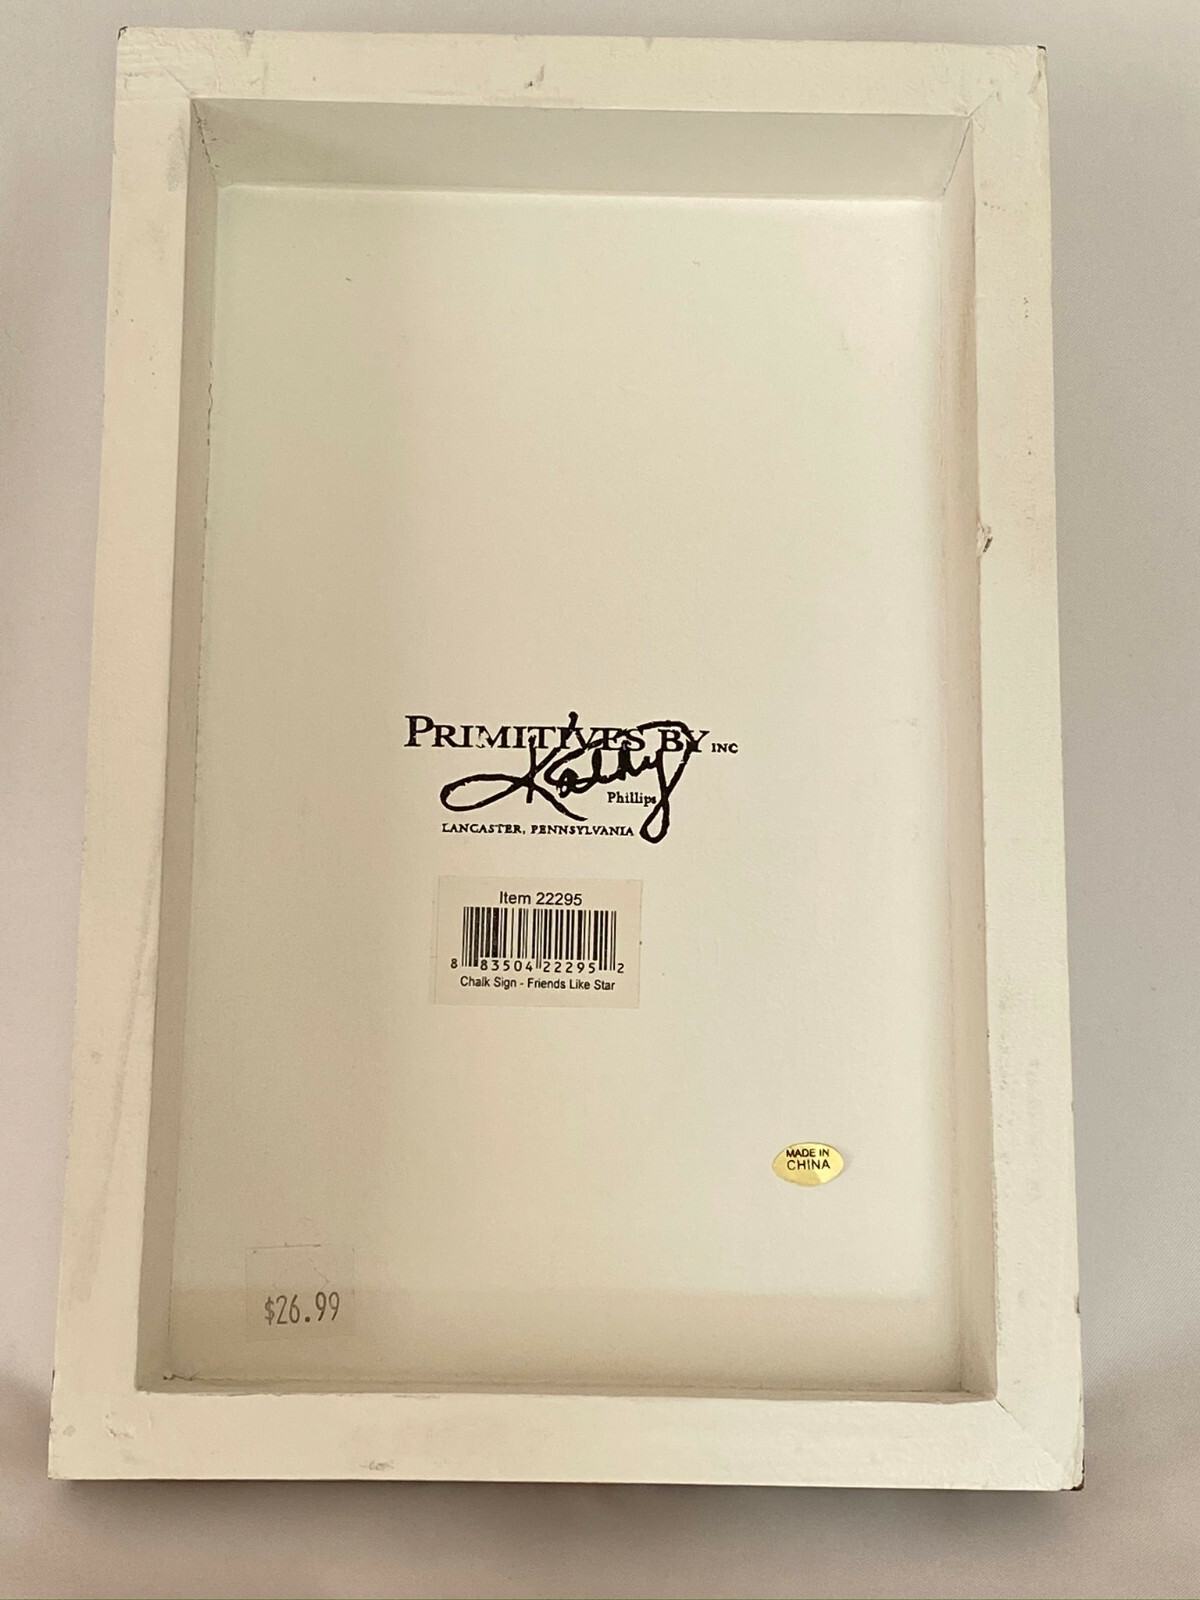 PRIMITIVES BY INC
Kathy
Phillips
LANCASTER, PENNSYLVANIA
Item 22295
8 83504 22295 2
Chalk Sign - Friends Like Star
MADE IN
CHINA
$26.99